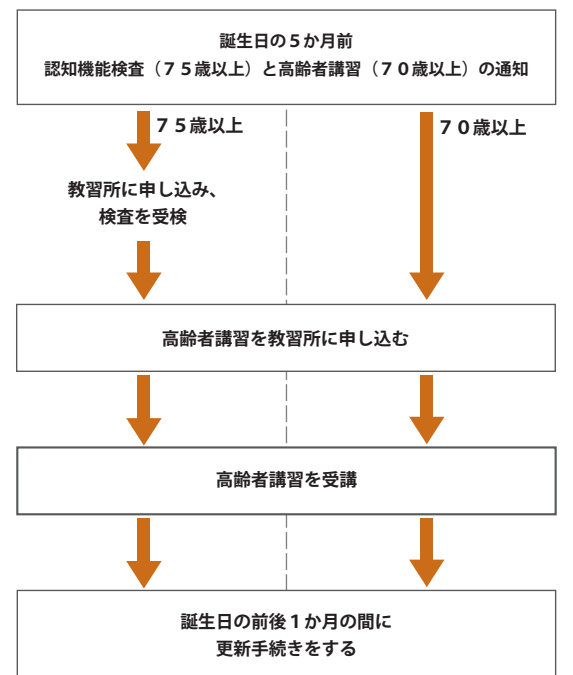 誕生日の５か月前
認知機能検査（７５歳以上）と高齢者講習（７０歳以上）の通知
７５歳以上
７０歳以上
教習所に申し込み、
検査を受検
高齢者講習を教習所に申し込む
高齢者講習を受講
誕生日の前後１か月の間に
更新手続きをする